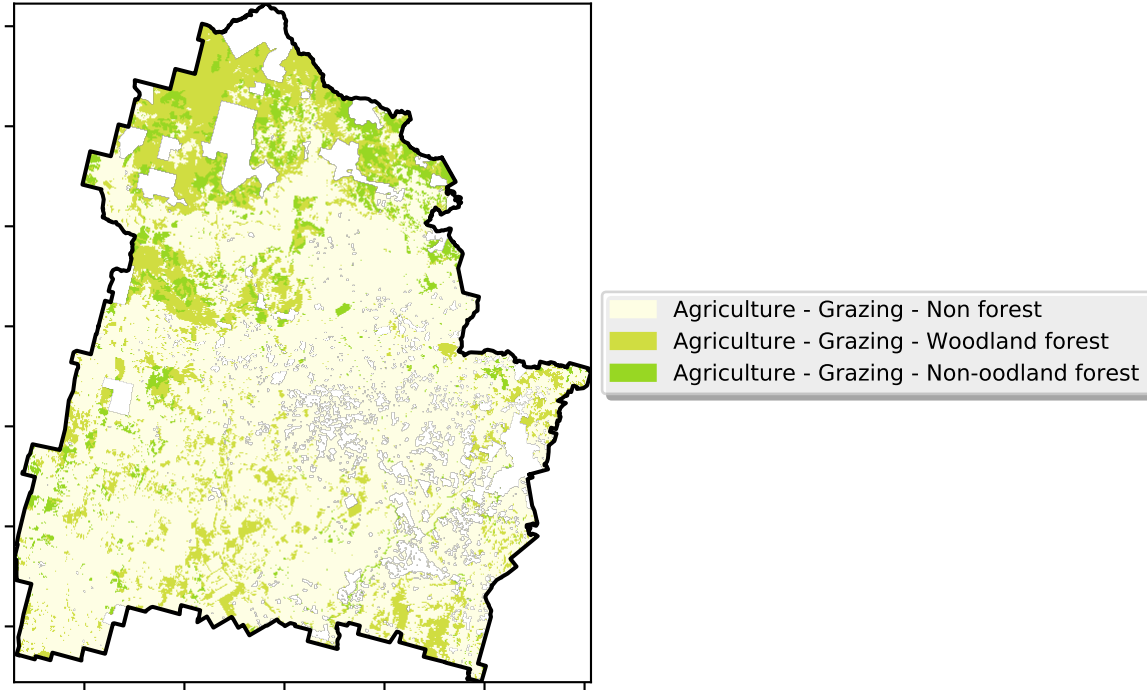 Agriculture - Grazing - Non forest
Agriculture - Grazing - Woodland forest
Agriculture - Grazing - Non-oodland forest